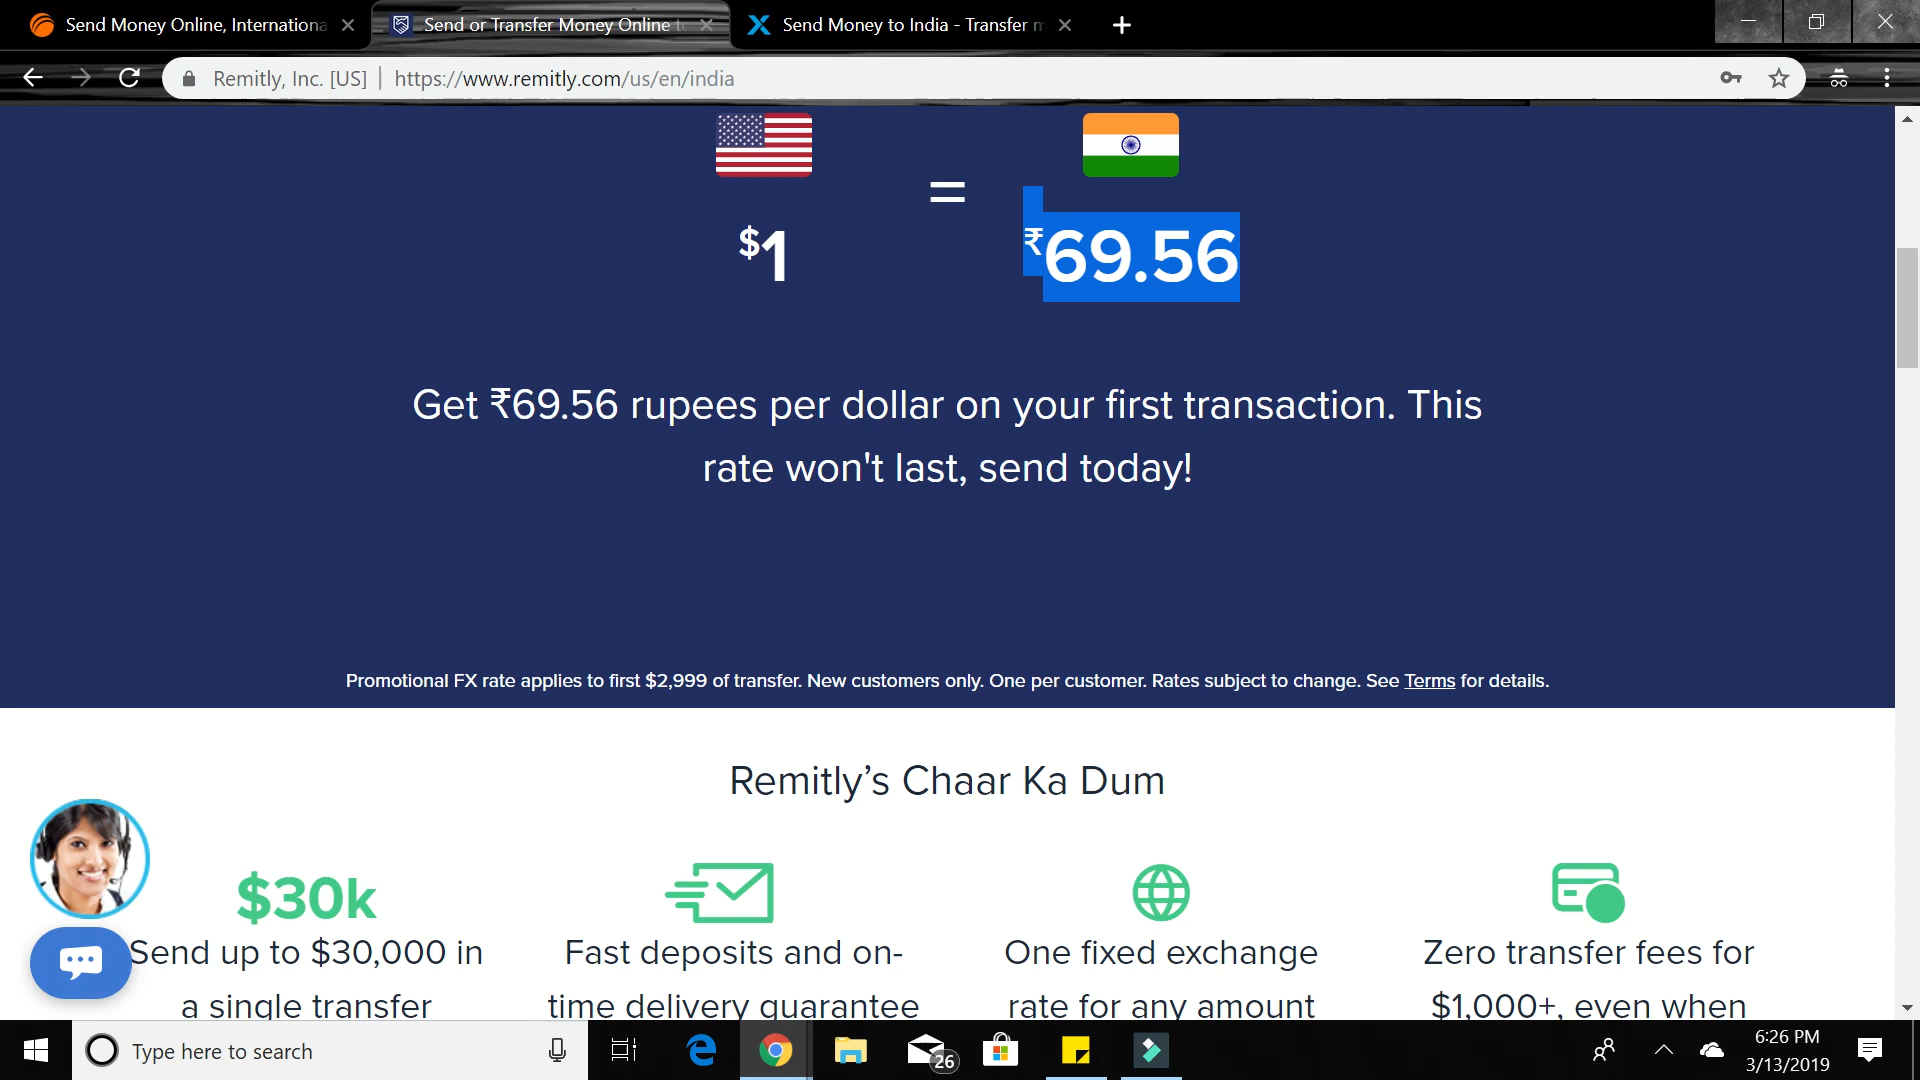 Send Money Online, Internationa
Send or Transfer Money Online t
Send Money to India - Transfer m
Remitly, Inc. [US] | https://www.remitly.com/us/en/india
$1 = ₹69.56
Get ₹69.56 rupees per dollar on your first transaction. This
rate won't last, send today!
Promotional FX rate applies to first $2,999 of transfer. New customers only. One per customer. Rates subject to change. See Terms for details.
Remitly’s Chaar Ka Dum
$30k
Send up to $30,000 in
a single transfer
Fast deposits and on-
time delivery guarantee
One fixed exchange
rate for any amount
Zero transfer fees for
$1,000+, even when
Type here to search
26
6:26 PM
3/13/2019